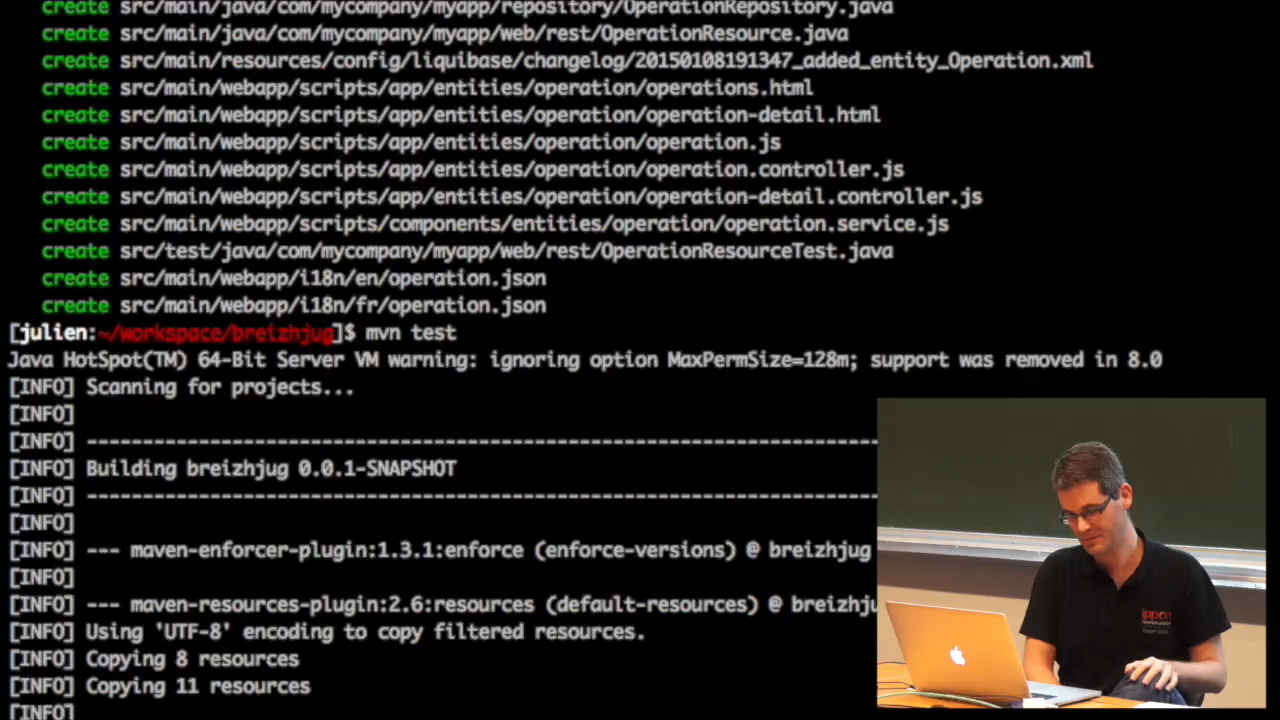 create src/main/java/com/mycompany/myapp/repository/OperationRepository.java
create src/main/java/com/mycompany/myapp/web/rest/OperationResource.java
create src/main/resources/config/liquibase/changelog/20150108191347_added_entity_Operation.xml
create src/main/webapp/scripts/app/entities/operation/operations.html
create src/main/webapp/scripts/app/entities/operation/operation-detail.html
create src/main/webapp/scripts/app/entities/operation/operation.js
create src/main/webapp/scripts/app/entities/operation/operation.controller.js
create src/main/webapp/scripts/app/entities/operation/operation-detail.controller.js
create src/main/webapp/scripts/components/entities/operation/operation.service.js
create src/test/java/com/mycompany/myapp/web/rest/OperationResourceTest.java
create src/main/webapp/i18n/en/operation.json
create src/main/webapp/i18n/fr/operation.json
[julien:~/workspace/breizhjug]$ mvn test
Java HotSpot(TM) 64-Bit Server VM warning: ignoring option MaxPermSize=128m; support was removed in 8.0
[INFO] Scanning for projects...
[INFO]
[INFO] ----------------------------------------------------------------------
[INFO] Building breizhjug 0.0.1-SNAPSHOT
[INFO] ----------------------------------------------------------------------
[INFO]
[INFO] --- maven-enforcer-plugin:1.3.1:enforce (enforce-versions) @ breizhjug
[INFO]
[INFO] --- maven-resources-plugin:2.6:resources (default-resources) @ breizhju
[INFO] Using 'UTF-8' encoding to copy filtered resources.
[INFO] Copying 8 resources
[INFO] Copying 11 resources
[INFO]
ippon